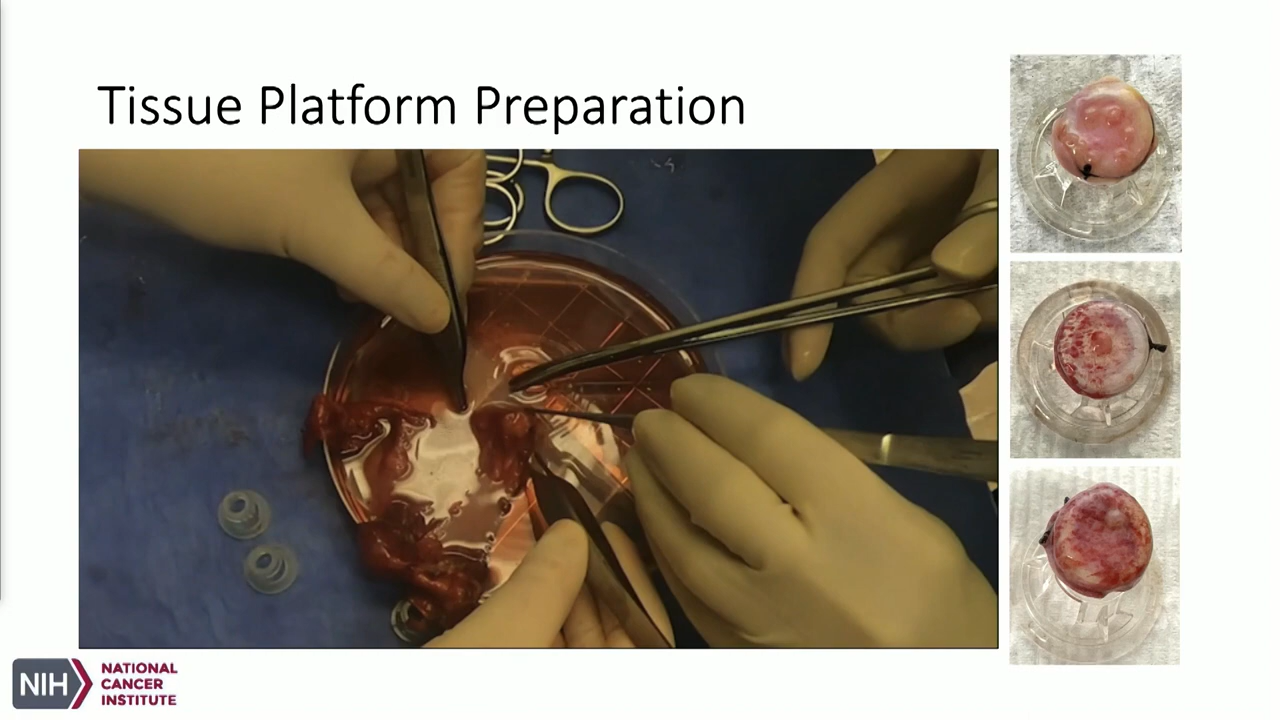 Tissue Platform Preparation
NIH
NATIONAL
CANCER
INSTITUTE